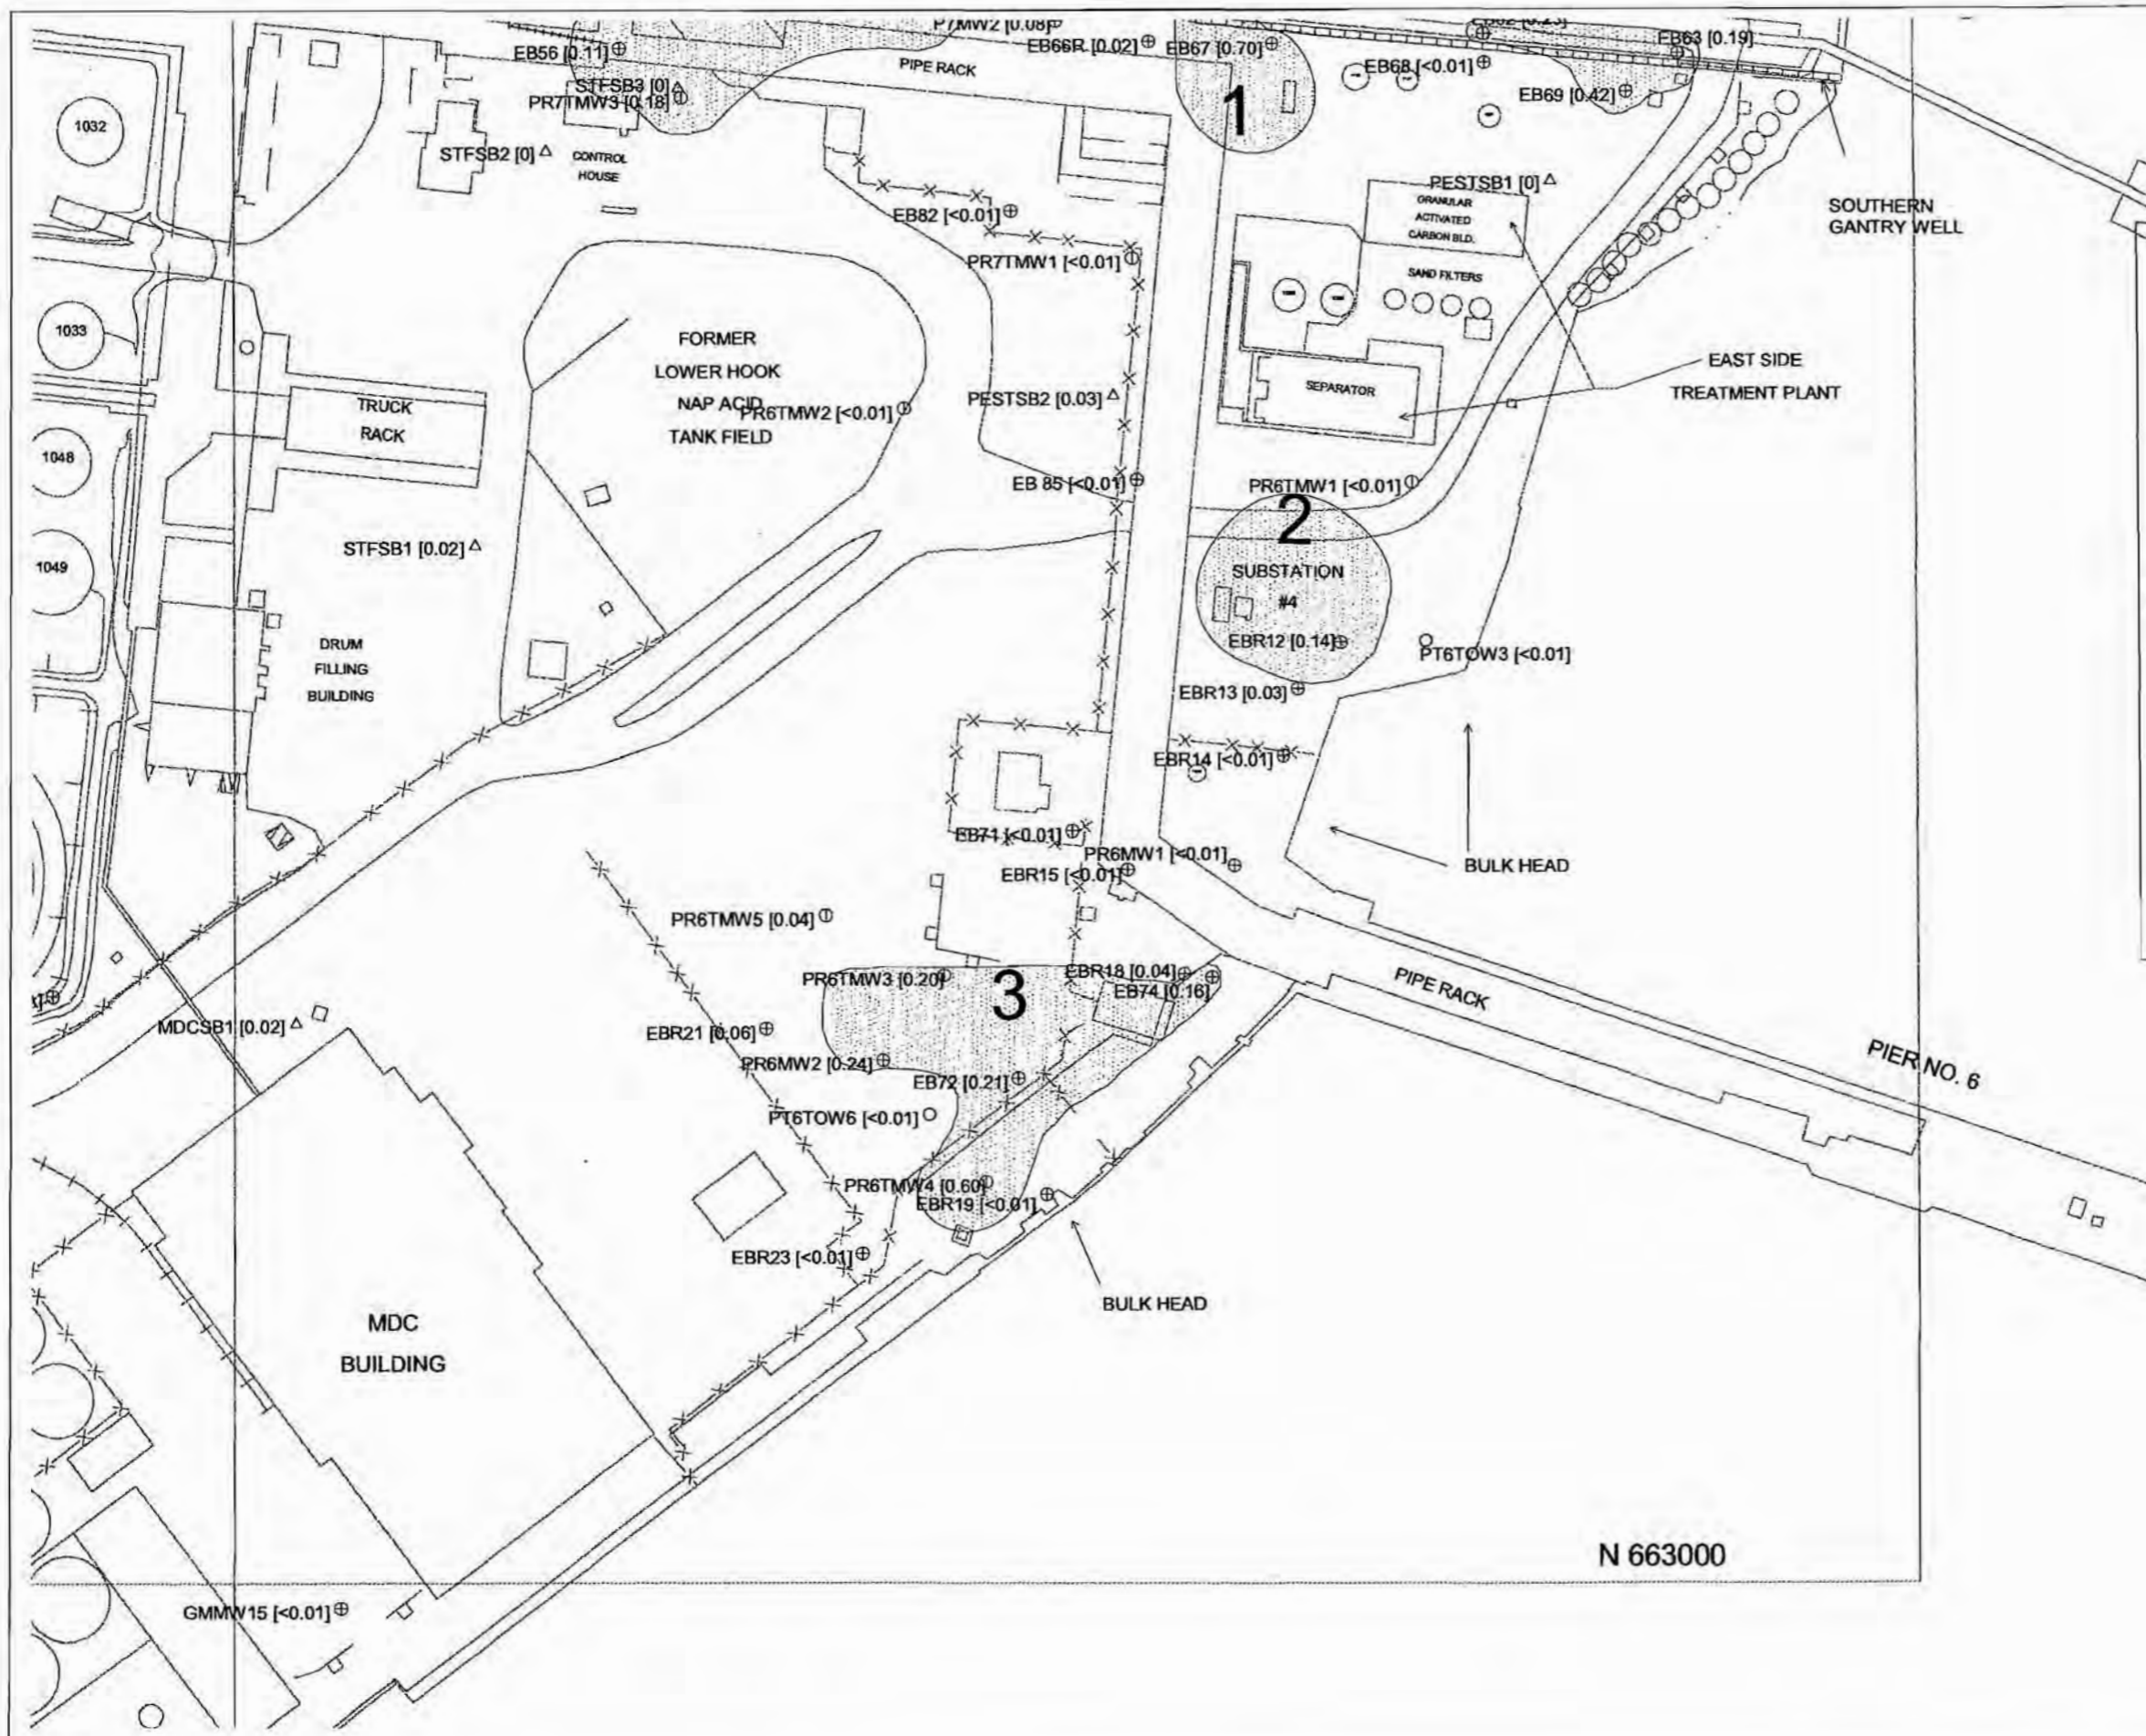 P7MW2 [0.08]
EB56 [0.11]
EB66R [0.02]
EB67 [0.70]
EB63 [0.19]
PIPE RACK
EB68 [<0.01]
STFSB3 [0]
PR7TMW3 [0.18]
EB69 [0.42]
1
1032
STFSB2 [0]
CONTROL
HOUSE
PESTSB1 [0]
GRANULAR
ACTIVATED
CARBON BLD.
SOUTHERN
GANTRY WELL
EB82 [<0.01]
PR7TMW1 [<0.01]
SAND FILTERS
1033
FORMER
LOWER HOOK
NAP ACID
TANK FIELD
PR6TMW2 [<0.01]
PESTSB2 [0.03]
SEPARATOR
EAST SIDE
TREATMENT PLANT
TRUCK
RACK
1048
EB 85 [<0.01]
PR6TMW1 [<0.01]
2
STFSB1 [0.02]
1049
SUBSTATION
#4
EBR12 [0.14]
PT6TOW3 [<0.01]
DRUM
FILLING
BUILDING
EBR13 [0.03]
EBR14 [<0.01]
EB71 [<0.01]
PR6MW1 [<0.01]
EBR15 [<0.01]
BULK HEAD
PR6TMW5 [0.04]
PR6TMW3 [0.20]
3
EBR18 [0.04]
EB74 [0.16]
PIPE RACK
MDCSB1 [0.02]
EBR21 [0.06]
PR6MW2 [0.24]
EB72 [0.21]
PIER NO. 6
PT6TOW6 [<0.01]
PR6TMW4 [0.60]
EBR19 [<0.01]
EBR23 [<0.01]
BULK HEAD
MDC
BUILDING
N 663000
GMMW15 [<0.01]